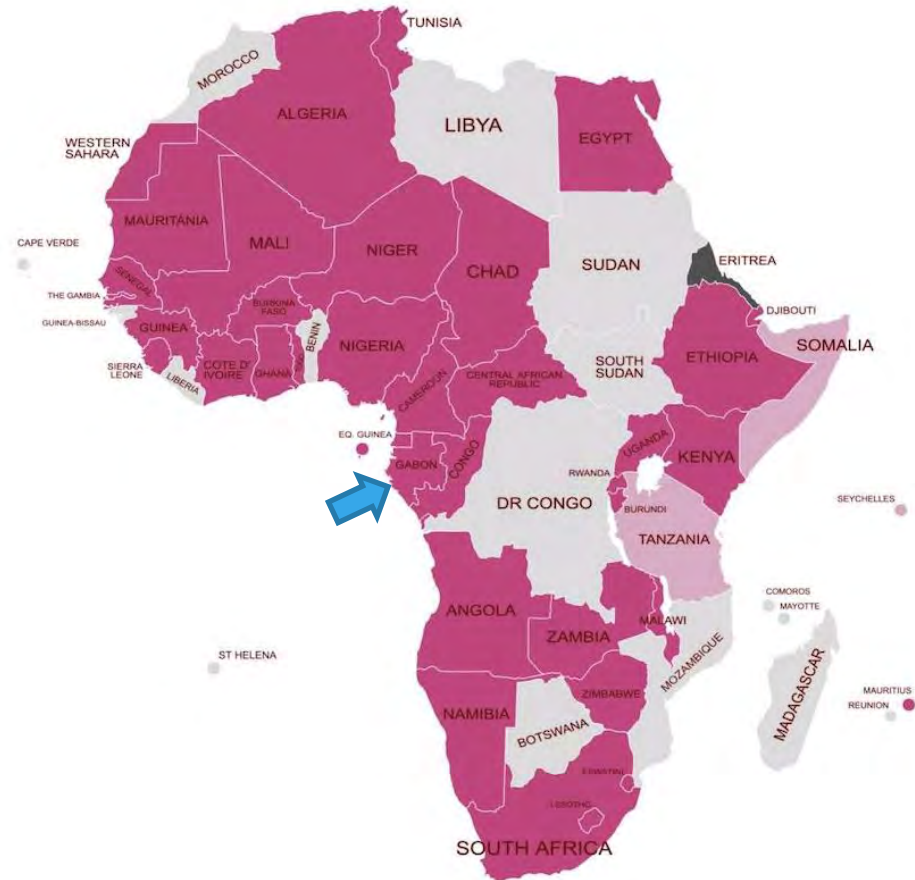 TUNISIA
MOROCCO
ALGERIA
LIBYA
EGYPT
WESTERN
SAHARA
MAURITANIA
MALI
NIGER
CHAD
SUDAN
ERITREA
CAPE VERDE
SENEGAL
THE GAMBIA
GUINEA-BISSAU
GUINEA
BURKINA
FASO
BENIN
NIGERIA
DJIBOUTI
SOMALIA
ETHIOPIA
SOUTH
SUDAN
SIERRA
LEONE
LIBERIA
COTE D'
IVOIRE
GHANA
CAMEROUN
CENTRAL AFRICAN
REPUBLIC
EQ. GUINEA
GABON
CONGO
UGANDA
KENYA
RWANDA
DR CONGO
BURUNDI
TANZANIA
SEYCHELLES
COMOROS
MAYOTTE
ANGOLA
ZAMBIA
MALAWI
MOZAMBIQUE
MADAGASCAR
ST HELENA
MAURITIUS
REUNION
NAMIBIA
ZIMBABWE
BOTSWANA
LESOTHO
SOUTH AFRICA